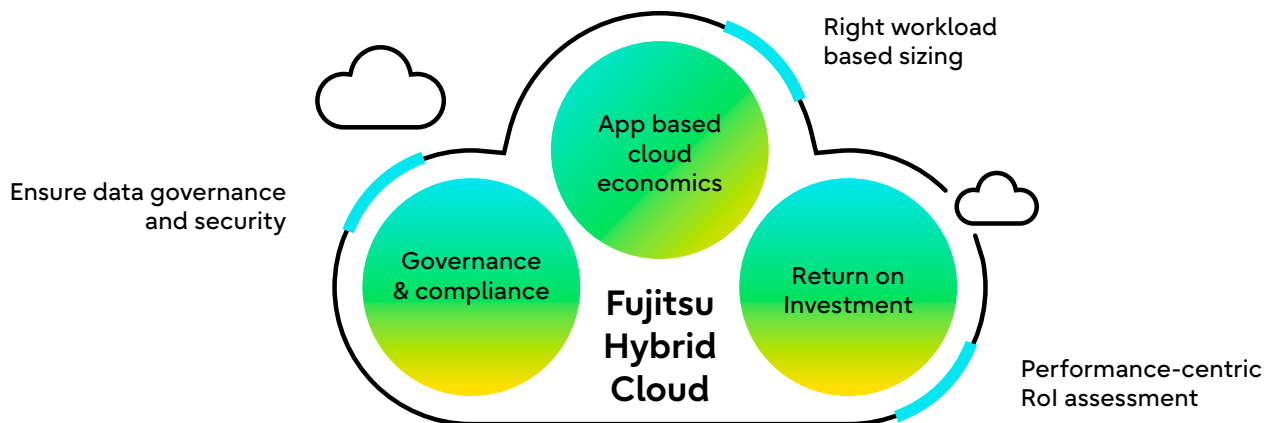 Right workload
based sizing
App based
cloud
economics
Ensure data governance
and security
Governance
& compliance
Return on
Investment
Fujitsu
Hybrid
Cloud
Performance-centric
RoI assessment